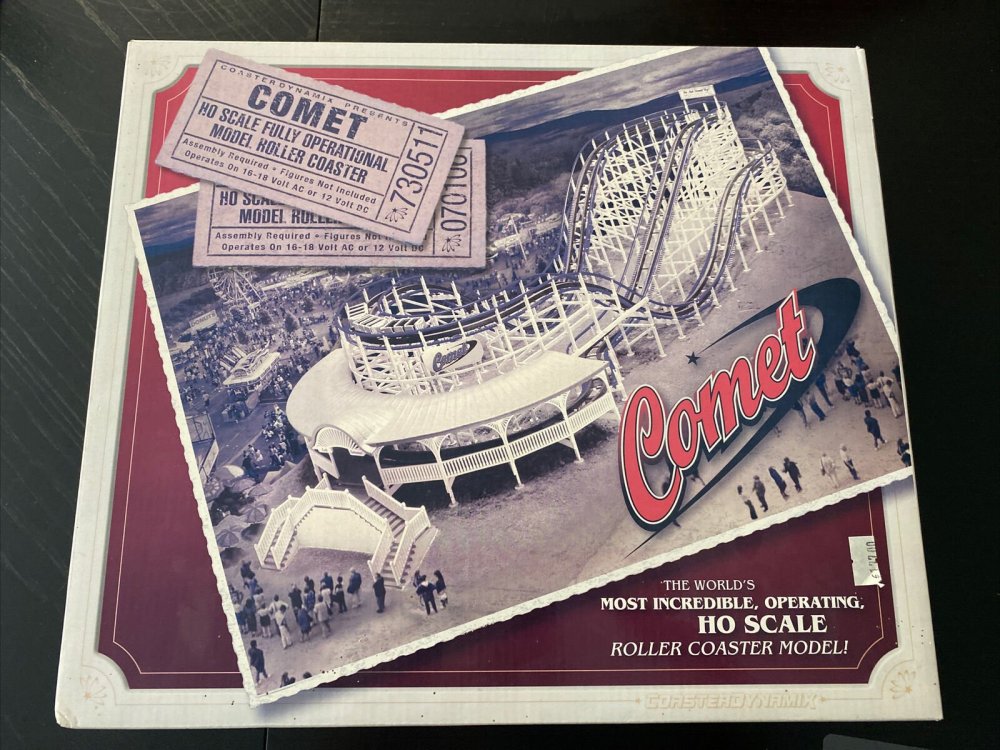 COASTERDYNAMIX PRESENTS
COMET
HO SCALE FULLY OPERATIONAL
MODEL ROLLER COASTER
Assembly Required • Figures Not Included
Operates On 16-18 Volt AC or 12 Volt DC
730511
HO
MODEL
Assembly Required • Figures
Operates On 16-18 Volt AC or 12 Volt DC
070100
Comet
Comet
THE WORLD'S
MOST INCREDIBLE, OPERATING,
HO SCALE
ROLLER COASTER MODEL!
COASTERDYNAMIX